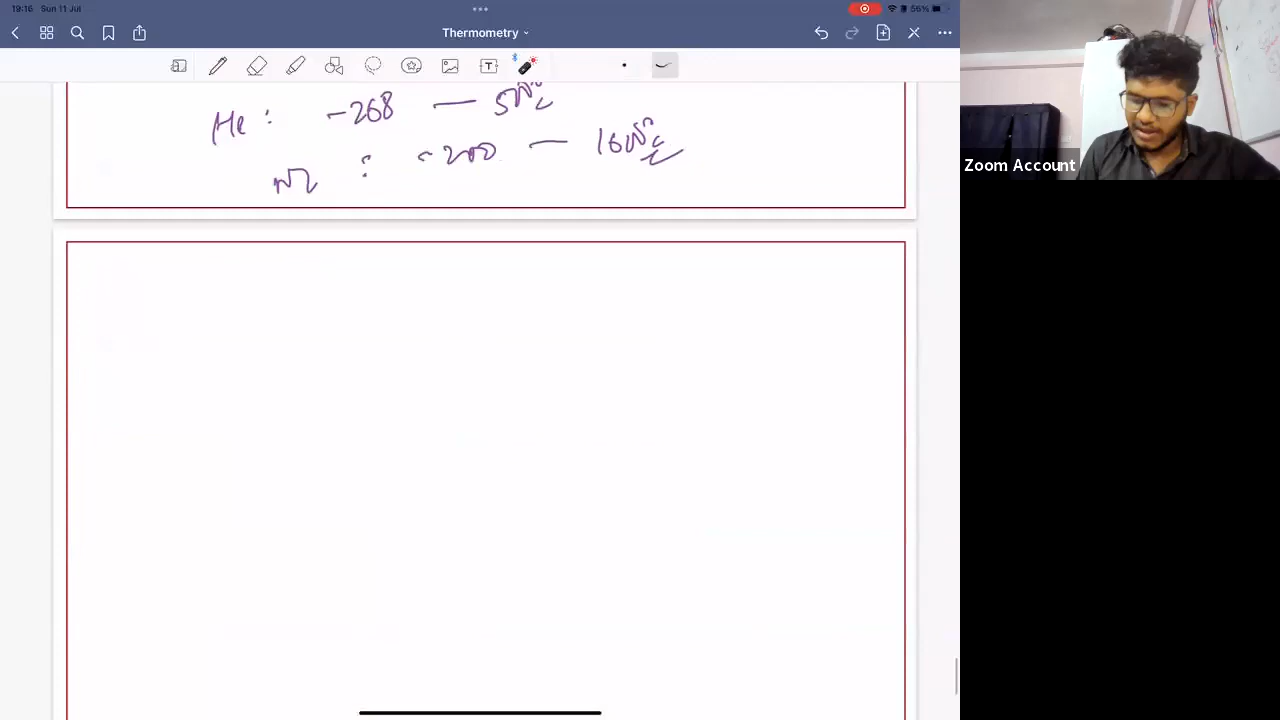 19:16 Sun 11 Jul
56%
Thermometry
T
He : -268 — 500°C
N2 : -200 — 1600°C
Zoom Account